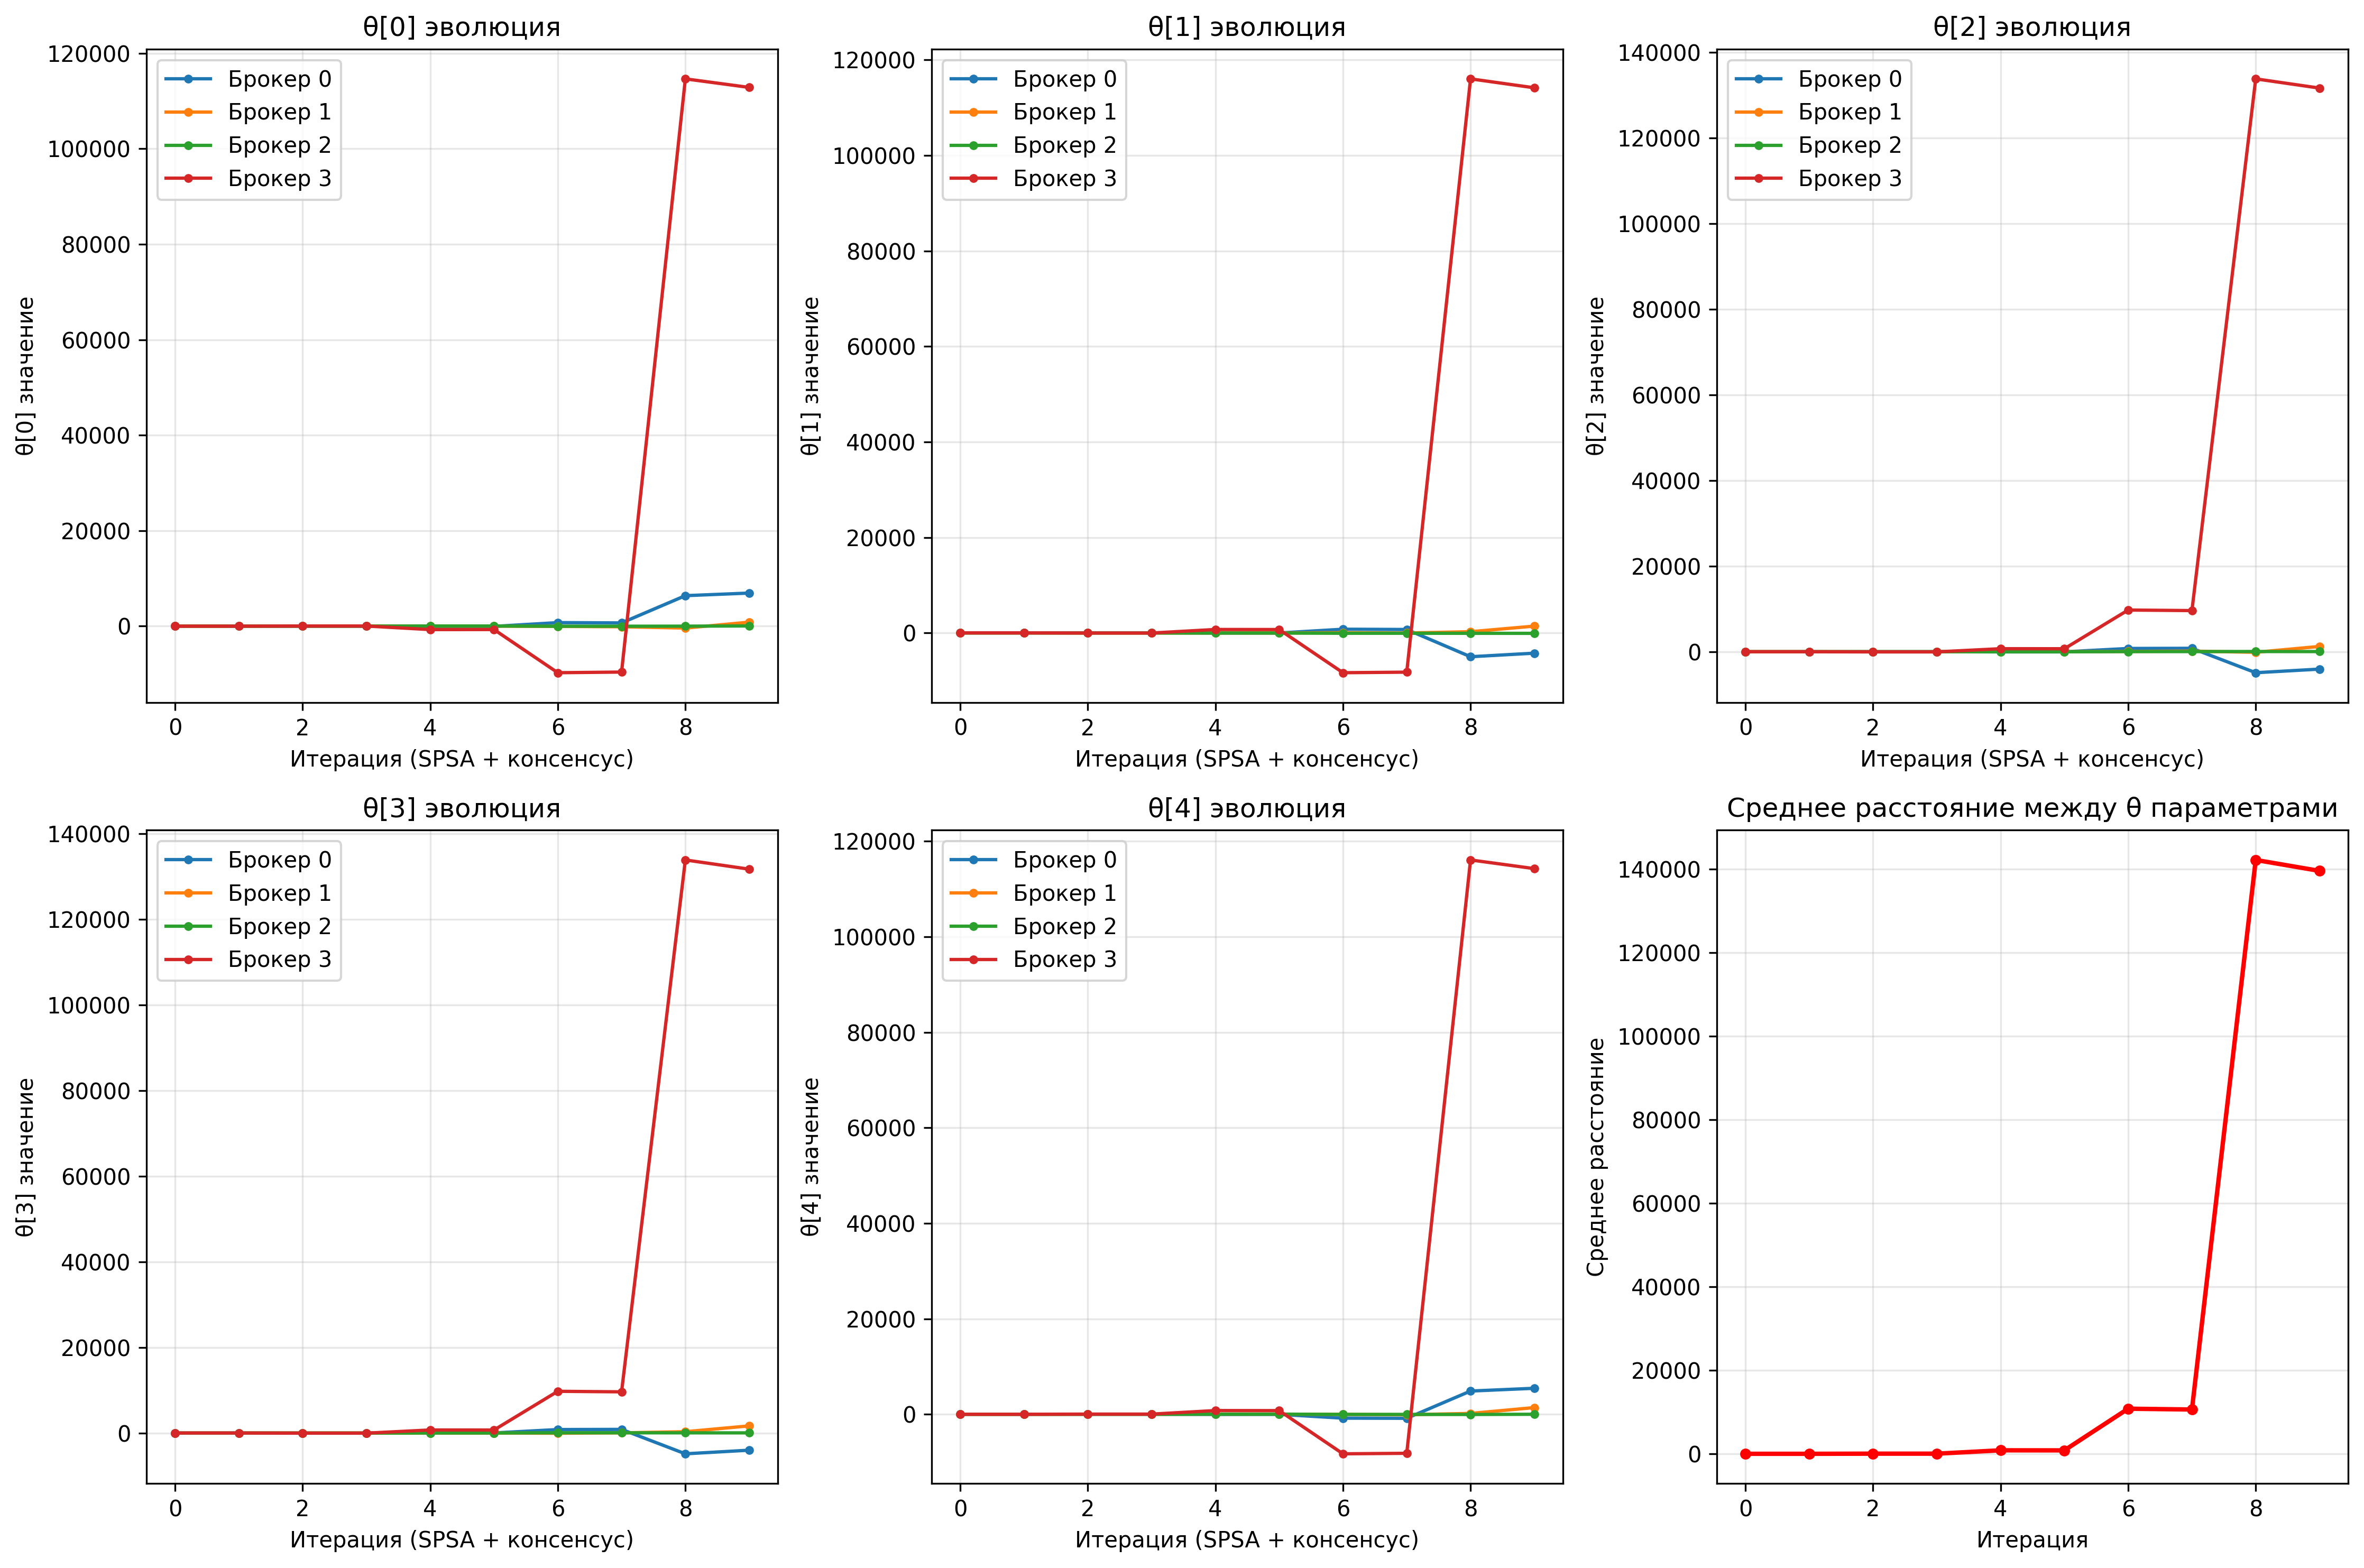 θ[0] эволюция
θ[0] значение
120000
100000
80000
60000
40000
20000
0
Брокер 0
Брокер 1
Брокер 2
Брокер 3
0 2 4 6 8
Итерация (SPSA + консенсус)
θ[1] эволюция
θ[1] значение
120000
100000
80000
60000
40000
20000
0
Брокер 0
Брокер 1
Брокер 2
Брокер 3
0 2 4 6 8
Итерация (SPSA + консенсус)
θ[2] эволюция
θ[2] значение
140000
120000
100000
80000
60000
40000
20000
0
Брокер 0
Брокер 1
Брокер 2
Брокер 3
0 2 4 6 8
Итерация (SPSA + консенсус)
θ[3] эволюция
θ[3] значение
140000
120000
100000
80000
60000
40000
20000
0
Брокер 0
Брокер 1
Брокер 2
Брокер 3
0 2 4 6 8
Итерация (SPSA + консенсус)
θ[4] эволюция
θ[4] значение
120000
100000
80000
60000
40000
20000
0
Брокер 0
Брокер 1
Брокер 2
Брокер 3
0 2 4 6 8
Итерация (SPSA + консенсус)
Среднее расстояние между θ параметрами
Среднее расстояние
140000
120000
100000
80000
60000
40000
20000
0
0 2 4 6 8
Итерация